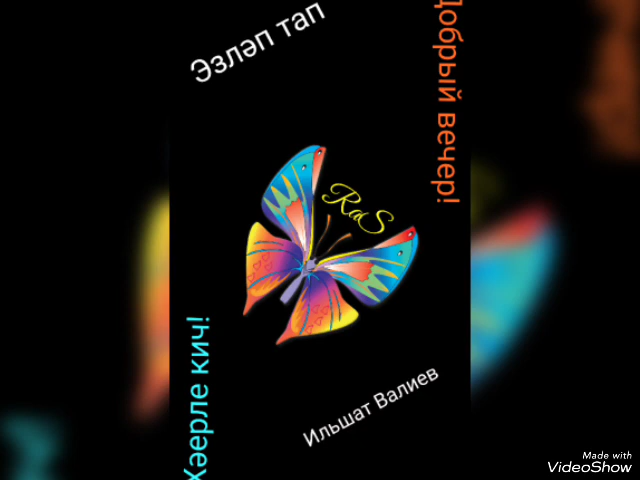 Эзләп тап
Добрый вечер!
RaS
Хәерле кич!
Ильшат Валиев
Made with
VideoShow